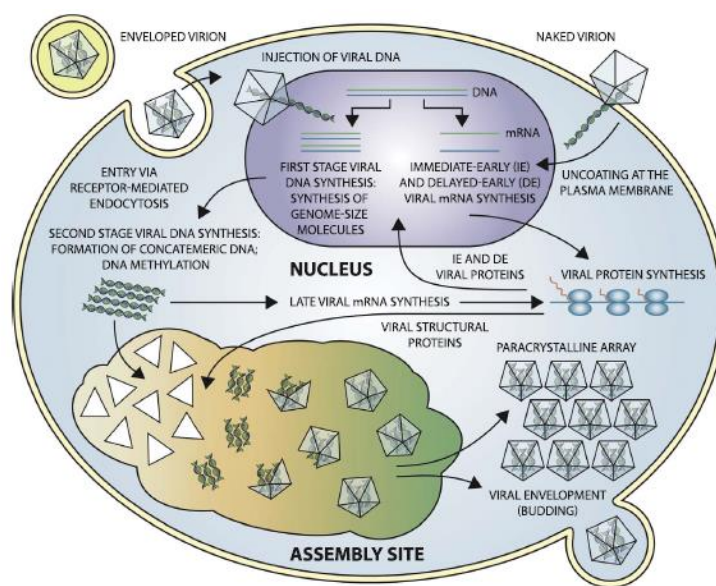 ENVELOPED VIRION
INJECTION OF VIRAL DNA
NAKED VIRION
DNA
mRNA
ENTRY VIA
RECEPTOR-MEDIATED
ENDOCYTOSIS
FIRST STAGE VIRAL
DNA SYNTHESIS:
SYNTHESIS OF
GENOME-SIZE
MOLECULES
IMMEDIATE-EARLY (IE)
AND DELAYED-EARLY (DE)
VIRAL mRNA SYNTHESIS
UNCOATING AT THE
PLASMA MEMBRANE
SECOND STAGE VIRAL DNA SYNTHESIS:
FORMATION OF CONCATEMERIC DNA;
DNA METHYLATION
NUCLEUS
IE AND DE
VIRAL PROTEINS
VIRAL PROTEIN SYNTHESIS
LATE VIRAL mRNA SYNTHESIS
VIRAL STRUCTURAL
PROTEINS
PARACRYSTALLINE ARRAY
VIRAL ENVELOPMENT
(BUDDING)
ASSEMBLY SITE